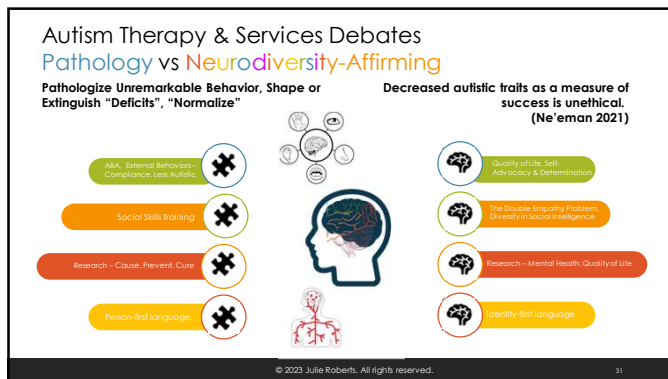 Autism Therapy & Services Debates
Pathology vs Neurodiversity-Affirming
Pathologize Unremarkable Behavior, Shape or
Extinguish “Deficits”, “Normalize”
Decreased autistic traits as a measure of
success is unethical.
(Ne'eman 2021)
ABA, External Behaviors–
Compliance, Less Autistic
Social Skills Training
Research – Cause, Prevent, Cure
Person-first language.
Quality of Life, Self-
Advocacy & Determination
The Double Empathy Problem,
Diversity in Social Intelligence
Research – Mental Health, Quality of Life
Identity-first language
© 2023 Julie Roberts. All rights reserved.
31